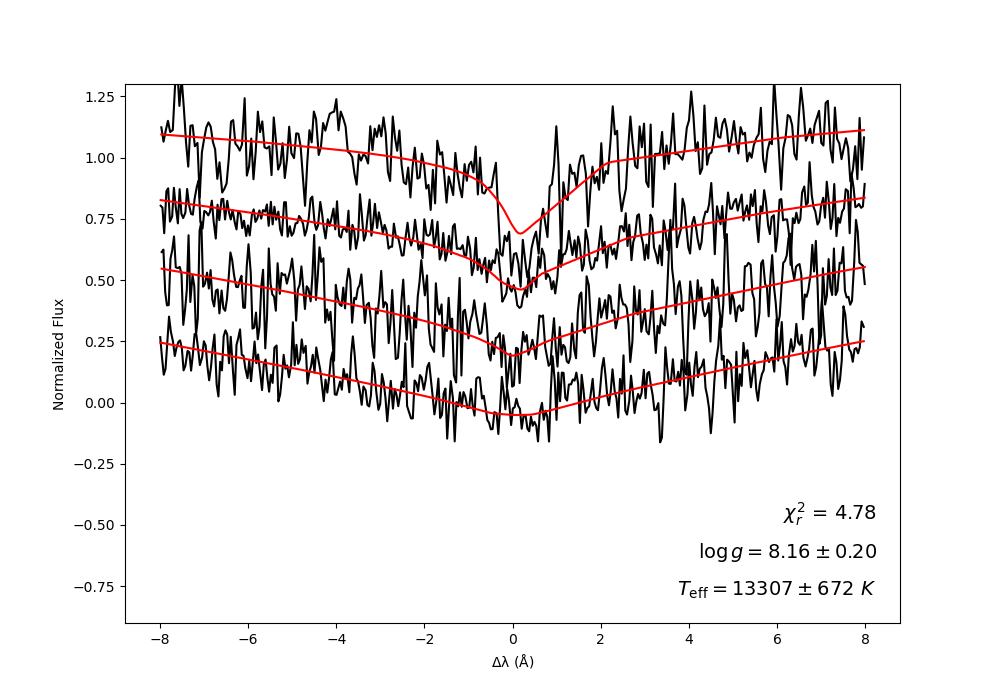 1.25
1.00
0.75
0.50
0.25
0.00
−0.25
−0.50
−0.75
−8 −6 −4 −2 0 2 4 6 8
Normalized Flux
Δλ (Å)
χ²ᵣ = 4.78
log g = 8.16 ± 0.20
T_eff = 13307 ± 672 K